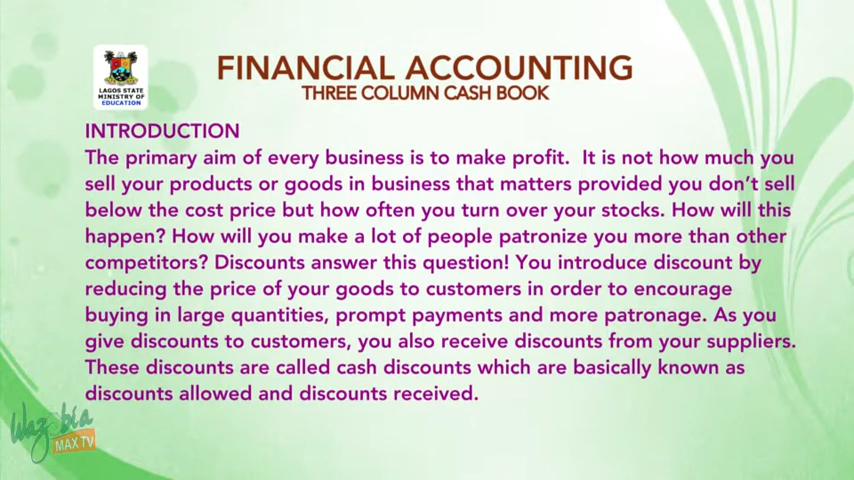 FINANCIAL ACCOUNTING
THREE COLUMN CASH BOOK
LAGOS STATE
MINISTRY OF
EDUCATION
INTRODUCTION
The primary aim of every business is to make profit.  It is not how much you
sell your products or goods in business that matters provided you don't sell
below the cost price but how often you turn over your stocks. How will this
happen? How will you make a lot of people patronize you more than other
competitors? Discounts answer this question! You introduce discount by
reducing the price of your goods to customers in order to encourage
buying in large quantities, prompt payments and more patronage. As you
give discounts to customers, you also receive discounts from your suppliers.
These discounts are called cash discounts which are basically known as
discounts allowed and discounts received.
Wazobia
MAX TV